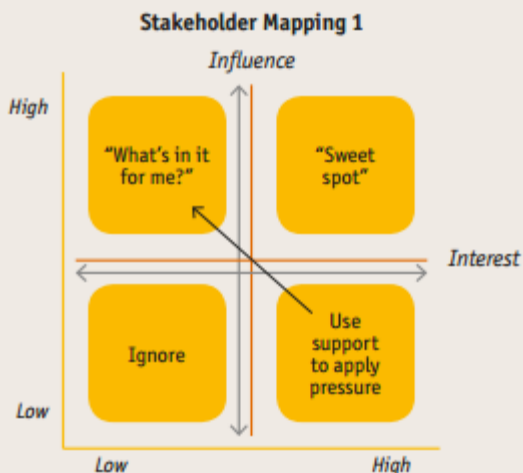 Stakeholder Mapping 1
Influence
High
“What’s in it
for me?”
“Sweet
spot”
Interest
Ignore
Use
support
to apply
pressure
Low
Low
High